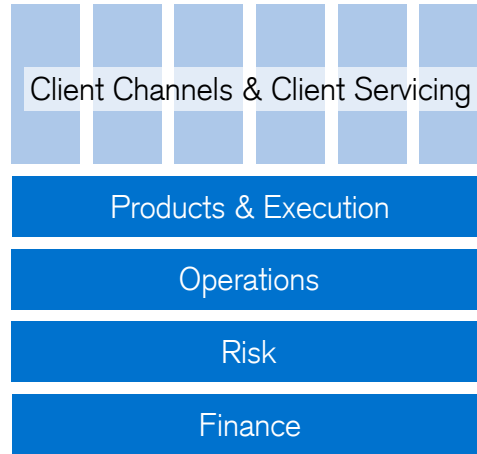 Client Channels & Client Servicing
Products & Execution
Operations
Risk
Finance